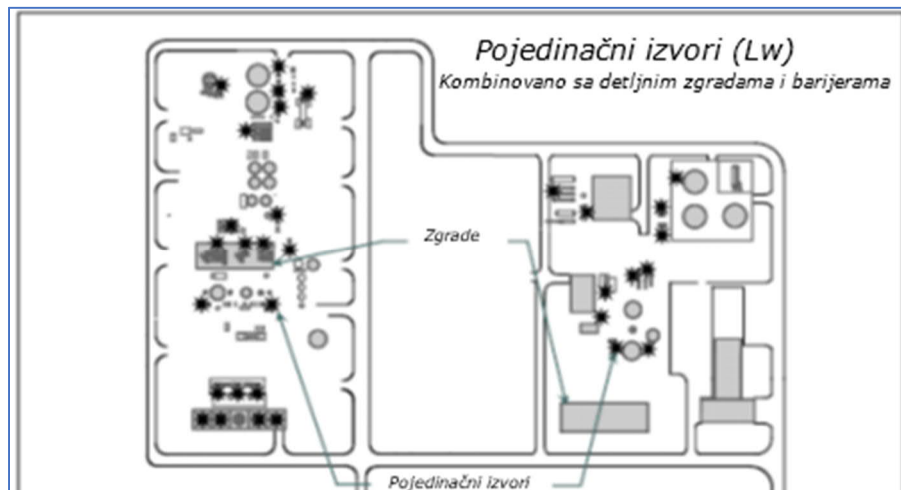 Pojedinačni izvori (Lw)
Kombinovano sa detljnim zgradama i barijerama
Zgrade
Pojedinačni izvori